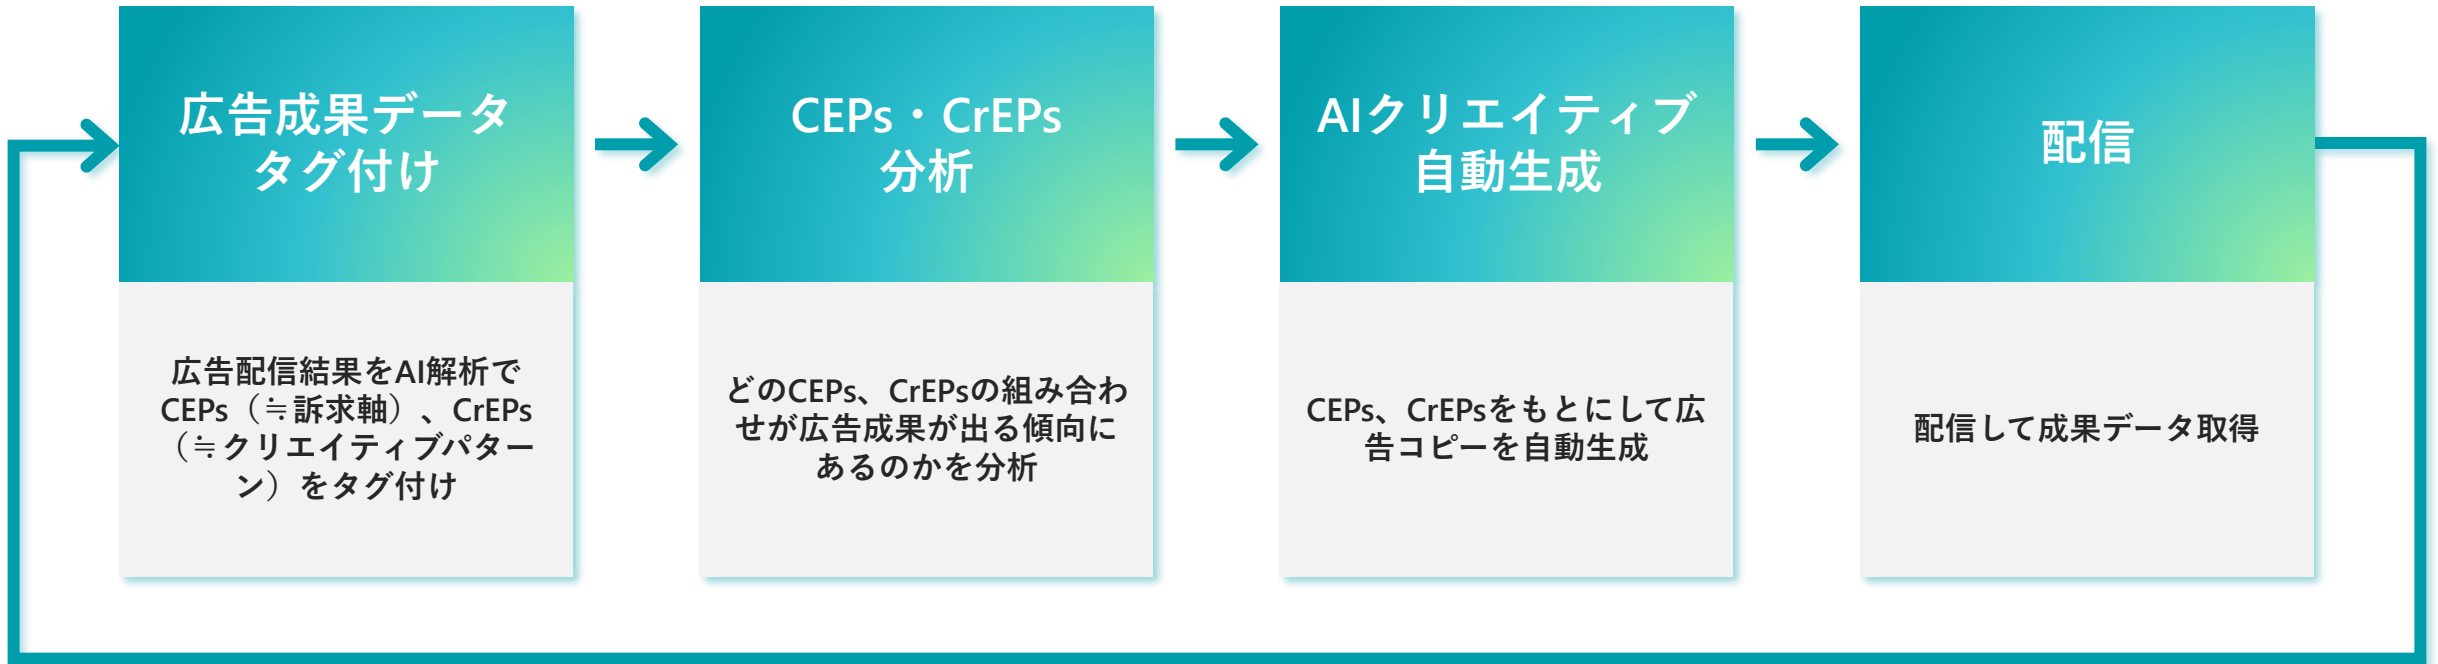 広告成果データ
タグ付け
広告配信結果をAI解析で
CEPs（≒訴求軸）、CrEPs
（≒クリエイティブパター
ン）をタグ付け
CEPs・CrEPs
分析
どのCEPs、CrEPsの組み合わ
せが広告成果が出る傾向に
あるのかを分析
AIクリエイティブ
自動生成
CEPs、CrEPsをもとにして広
告コピーを自動生成
配信
配信して成果データ取得